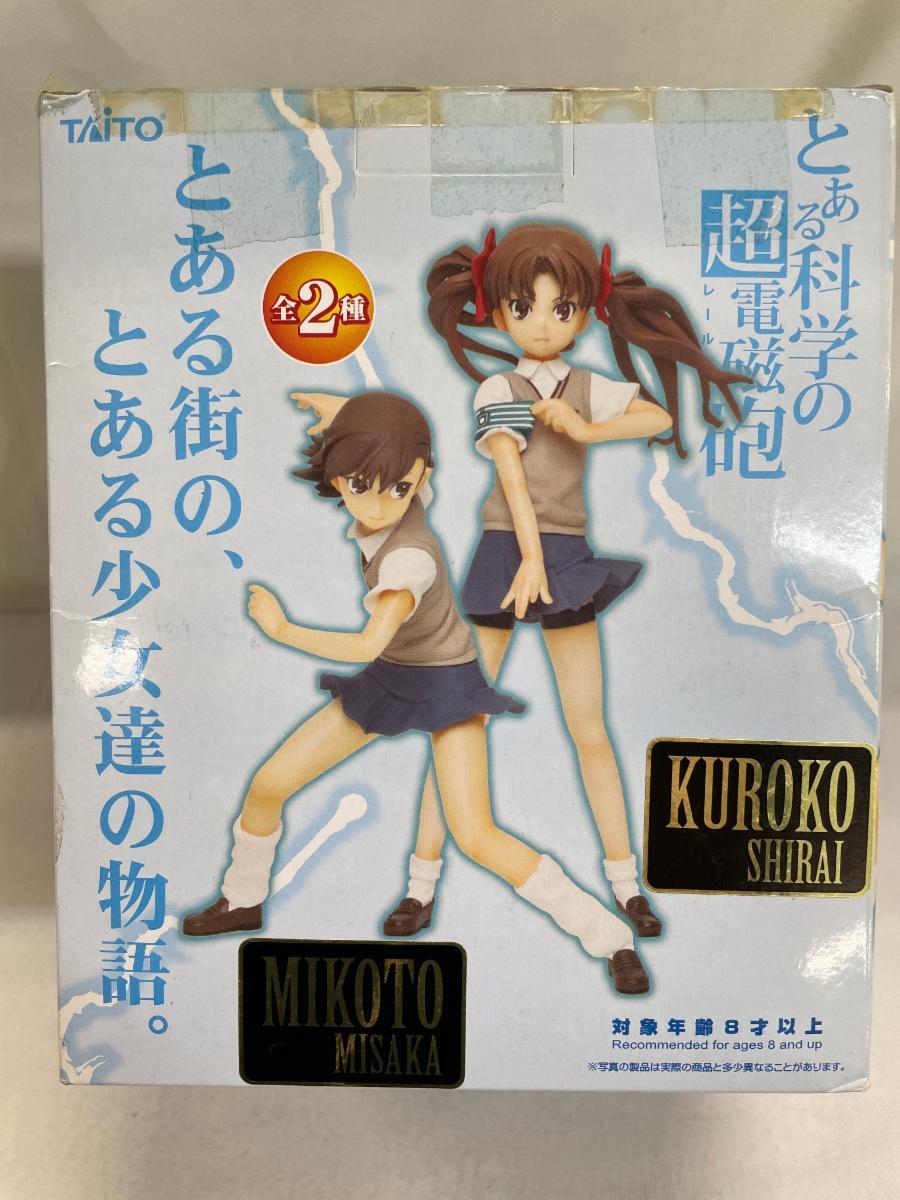 TAITO
とある科学の
超電磁砲
レール
とある街の、
とある少女達の物語。
全2種
KUROKO
SHIRAI
MIKOTO
MISAKA
対象年齢8才以上
Recommended for ages 8 and up
※写真の製品は実際の商品と多少異なることがあります。